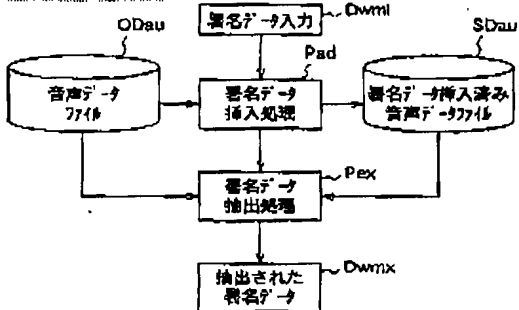 署名データ入力
Dwmi
ODau
Pad
SDau
音声データ
ファイル
署名データ
挿入処理
署名データ挿入済み
音声データファイル
署名データ
抽出処理
Pex
抽出された
署名データ
Dwmx